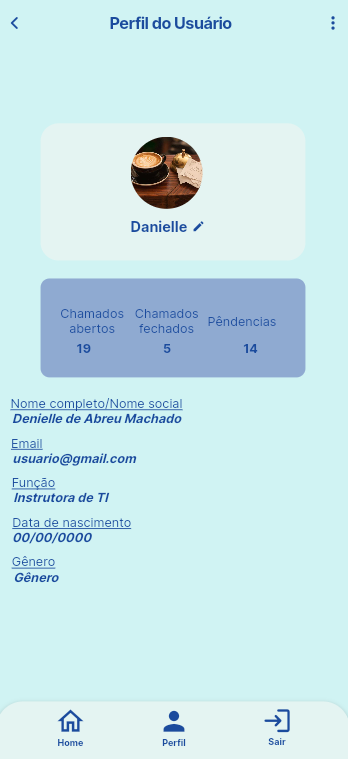 Perfil do Usuário
Danielle
Chamados Chamados Pêndencias
abertos fechados
19 5 14
Nome completo/Nome social
Denielle de Abreu Machado
Email
usuario@gmail.com
Função
Instrutora de TI
Data de nascimento
00/00/0000
Gênero
Gênero
Home Perfil Sair